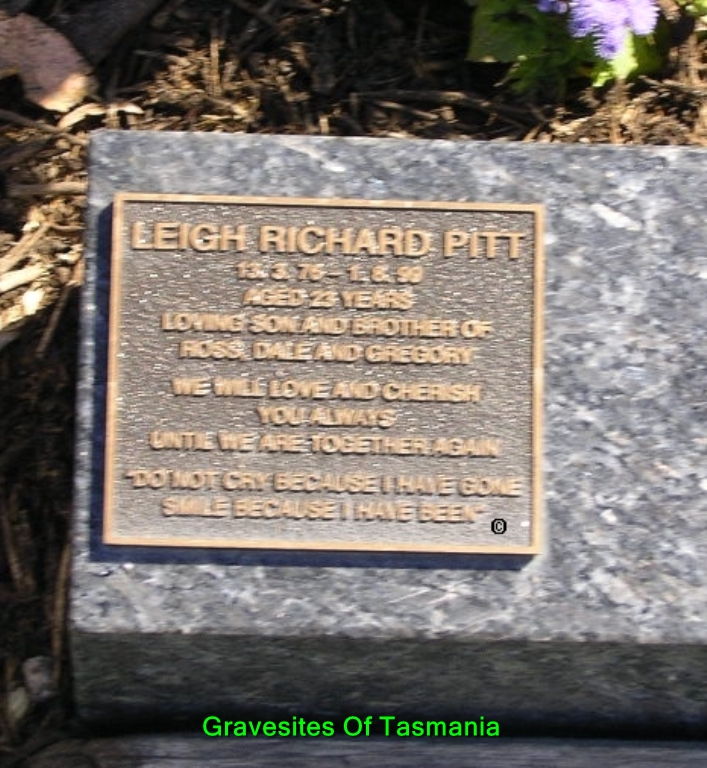 LEIGH RICHARD PITT
13. 3. 76 - 1. 8. 99
AGED 23 YEARS
LOVING SON AND BROTHER OF
ROSS, DALE AND GREGORY
WE WILL LOVE AND CHERISH
YOU ALWAYS
UNTIL WE ARE TOGETHER AGAIN
"DO NOT CRY BECAUSE I HAVE GONE
SMILE BECAUSE I HAVE BEEN"
©
Gravesites Of Tasmania